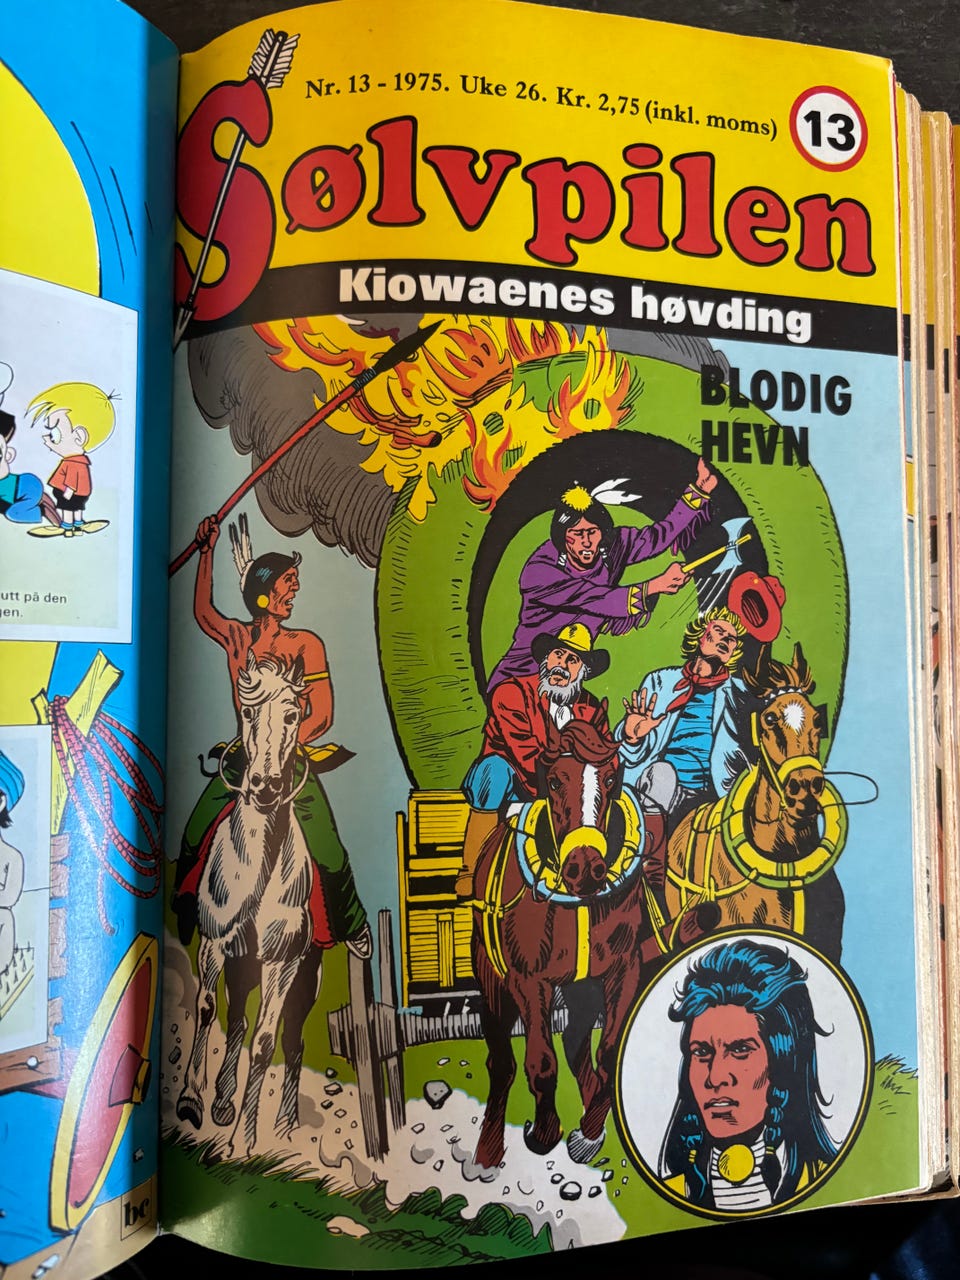 utt på den
gen.
bc
Nr. 13 - 1975. Uke 26. Kr. 2,75 (inkl. moms)
13
Sølvpilen
Kiowaenes høvding
BLODIG
HEVN